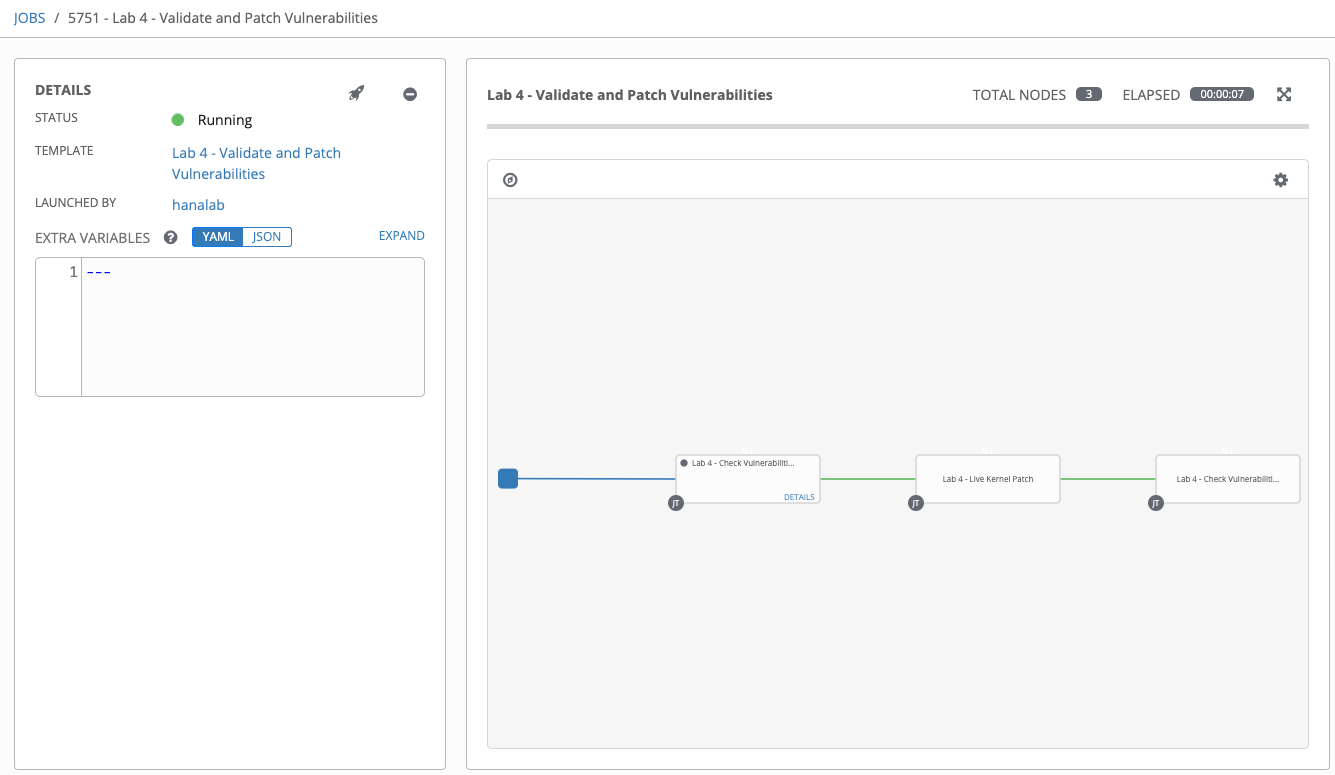 JOBS / 5751 - Lab 4 - Validate and Patch Vulnerabilities
DETAILS
STATUS Running
TEMPLATE Lab 4 - Validate and Patch
Vulnerabilities
LAUNCHED BY hanalab
EXTRA VARIABLES ? YAML JSON EXPAND
1 ---
Lab 4 - Validate and Patch Vulnerabilities TOTAL NODES 3 ELAPSED 00:00:07
Lab 4 - Check Vulnerabiliti...
DETAILS
JT
Lab 4 - Live Kernel Patch
JT
Lab 4 - Check Vulnerabiliti...
JT